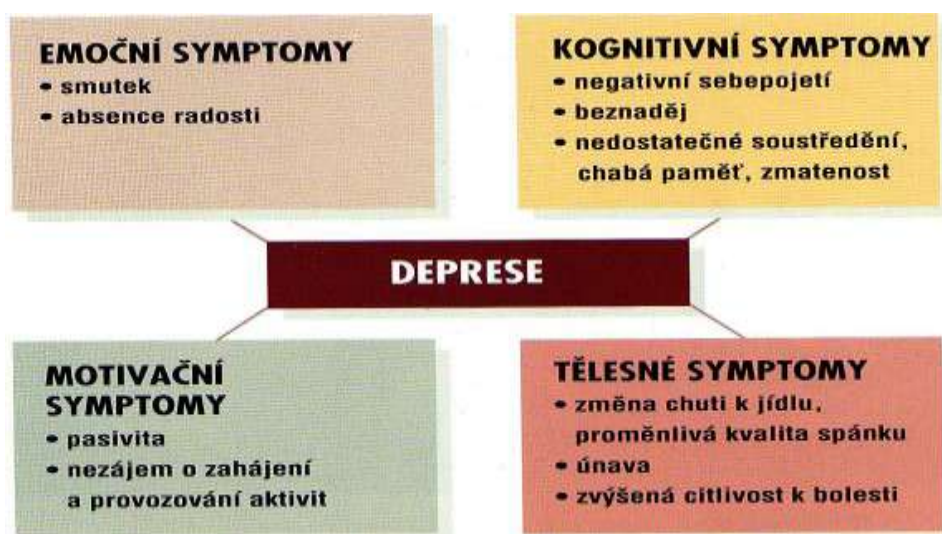 EMOČNÍ SYMPTOMY
• smutek
• absence radosti
KOGNITIVNÍ SYMPTOMY
• negativní sebepojetí
• beznaděj
• nedostatečné soustředění,
chabá paměť, zmatenost
DEPRESE
MOTIVAČNÍ
SYMPTOMY
• pasivita
• nezájem o zahájení
a provozování aktivit
TĚLESNÉ SYMPTOMY
• změna chuti k jídlu,
proměnlivá kvalita spánku
• únava
• zvýšená citlivost k bolesti